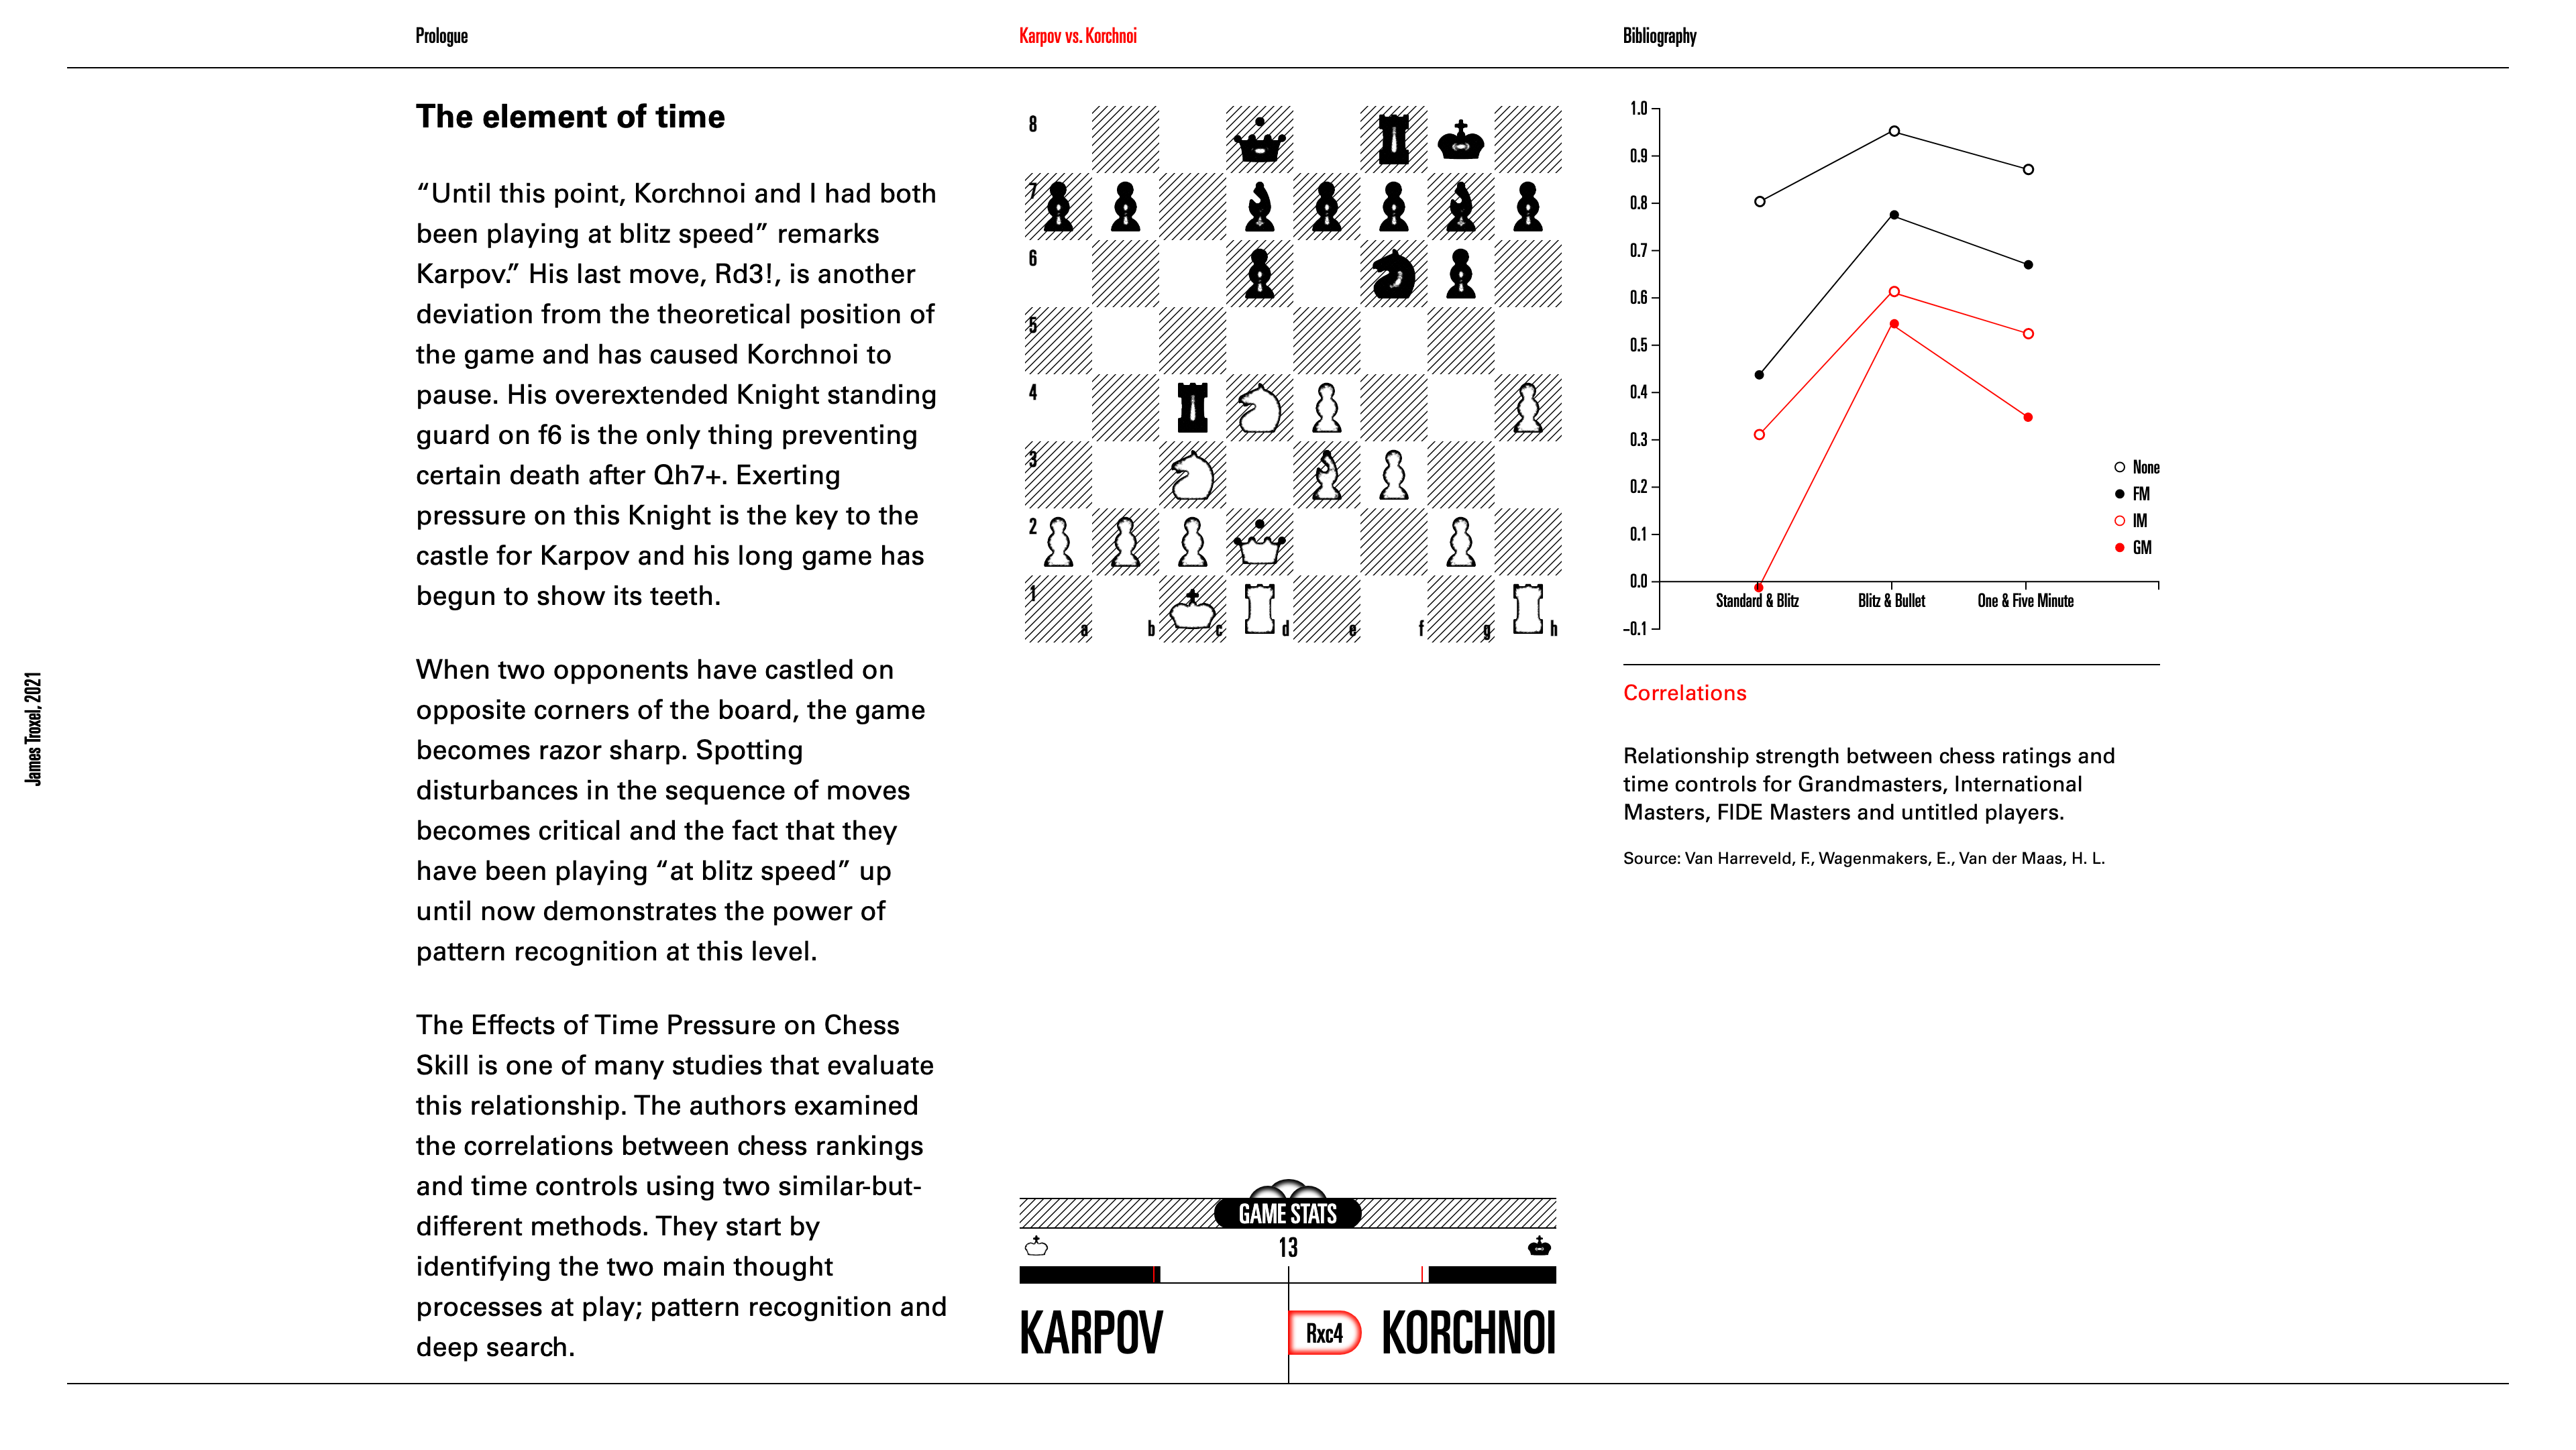 Prologue
Karpov vs. Korchnoi
Bibliography
The element of time
“Until this point, Korchnoi and I had both
been playing at blitz speed” remarks
Karpov.” His last move, Rd3!, is another
deviation from the theoretical position of
the game and has caused Korchnoi to
pause. His overextended Knight standing
guard on f6 is the only thing preventing
certain death after Qh7+. Exerting
pressure on this Knight is the key to the
castle for Karpov and his long game has
begun to show its teeth.
When two opponents have castled on
opposite corners of the board, the game
becomes razor sharp. Spotting
disturbances in the sequence of moves
becomes critical and the fact that they
have been playing “at blitz speed” up
until now demonstrates the power of
pattern recognition at this level.
The Effects of Time Pressure on Chess
Skill is one of many studies that evaluate
this relationship. The authors examined
the correlations between chess rankings
and time controls using two similar-but-
different methods. They start by
identifying the two main thought
processes at play; pattern recognition and
deep search.
8
7
6
5
4
3
2
1
a b c d e f g h
GAME STATS
13
KARPOV
Rxc4
KORCHNOI
1.0
0.9
0.8
0.7
0.6
0.5
0.4
0.3
0.2
0.1
0.0
–0.1
Standard & Blitz
Blitz & Bullet
One & Five Minute
None
FM
IM
GM
Correlations
Relationship strength between chess ratings and
time controls for Grandmasters, International
Masters, FIDE Masters and untitled players.
Source: Van Harreveld, F., Wagenmakers, E., Van der Maas, H. L.
James Troxel, 2021